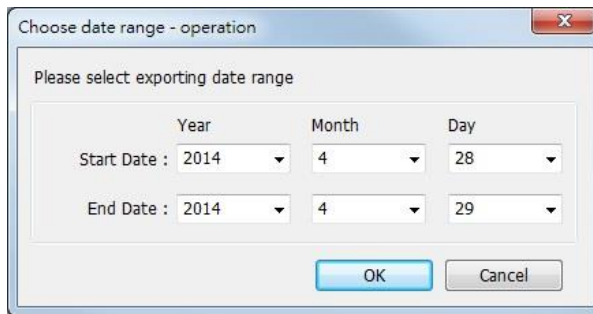 Choose date range - operation
Please select exporting date range
Year Month Day
Start Date : 2014 4 28
End Date : 2014 4 29
OK Cancel